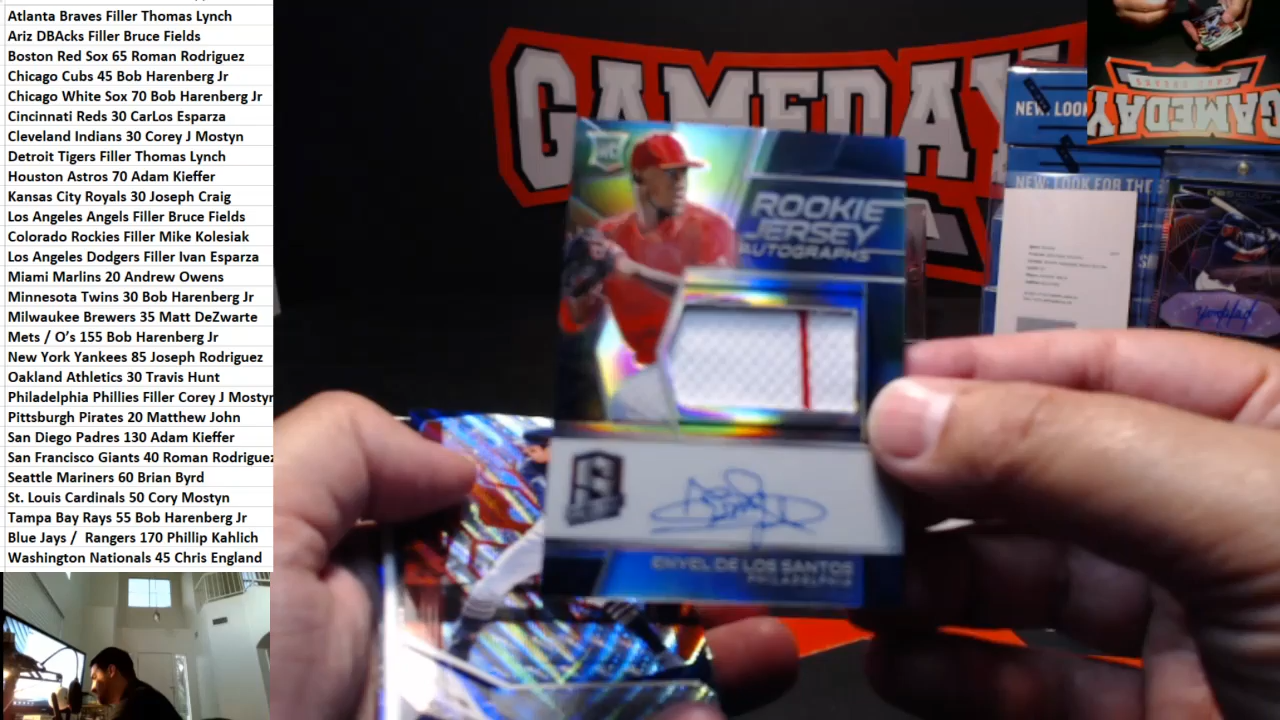 Atlanta Braves Filler Thomas Lynch
Ariz DBAcks Filler Bruce Fields
Boston Red Sox 65 Roman Rodriguez
Chicago Cubs 45 Bob Harenberg Jr
Chicago White Sox 70 Bob Harenberg Jr
Cincinnati Reds 30 CarLos Esparza
Cleveland Indians 30 Corey J Mostyn
Detroit Tigers Filler Thomas Lynch
Houston Astros 70 Adam Kieffer
Kansas City Royals 30 Joseph Craig
Los Angeles Angels Filler Bruce Fields
Colorado Rockies Filler Mike Kolesiak
Los Angeles Dodgers Filler Ivan Esparza
Miami Marlins 20 Andrew Owens
Minnesota Twins 30 Bob Harenberg Jr
Milwaukee Brewers 35 Matt DeZwarte
Mets / O's 155 Bob Harenberg Jr
New York Yankees 85 Joseph Rodriguez
Oakland Athletics 30 Travis Hunt
Philadelphia Phillies Filler Corey J Mostyn
Pittsburgh Pirates 20 Matthew John
San Diego Padres 130 Adam Kieffer
San Francisco Giants 40 Roman Rodriguez
Seattle Mariners 60 Brian Byrd
St. Louis Cardinals 50 Cory Mostyn
Tampa Bay Rays 55 Bob Harenberg Jr
Blue Jays /  Rangers 170 Phillip Kahlich
Washington Nationals 45 Chris England
GAMEDAY
RC
ROOKIE
JERSEY
AUTOGRAPHS
ENYEL DE LOS SANTOS
PHILADELPHIA
NEW! LOOK
NEW! LOOK FOR THE
GAMEDAY